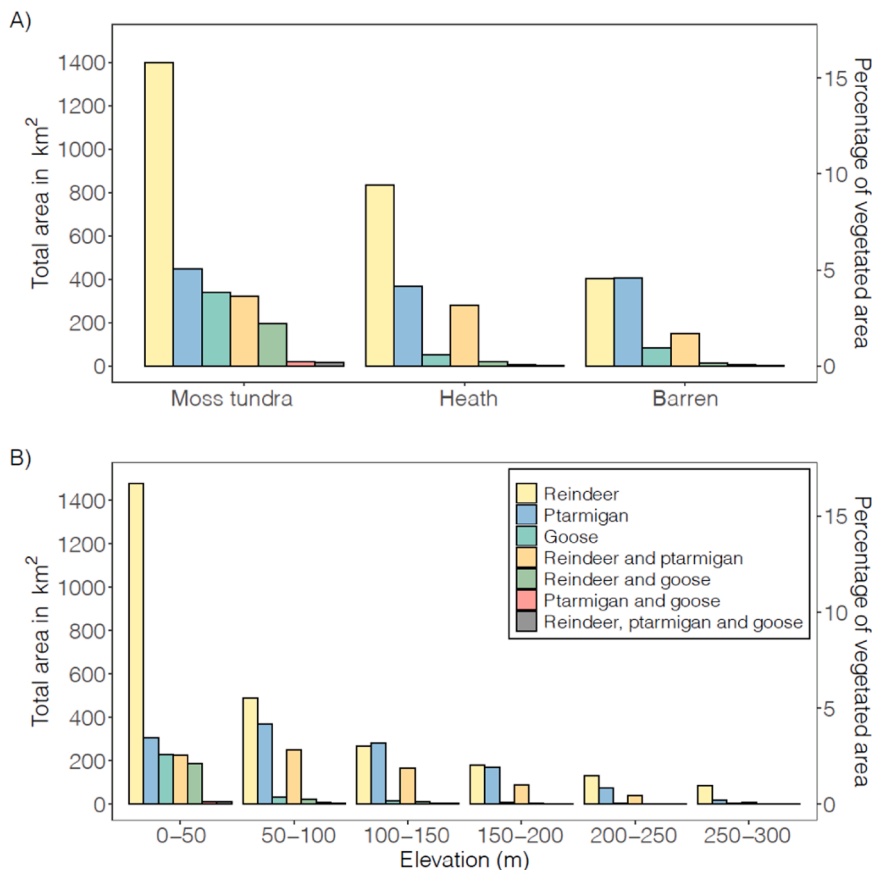 A)
Total area in km²
1400
1200
1000
800
600
400
200
0
Percentage of vegetated area
15
10
5
0
Moss tundra Heath Barren
B)
Total area in km²
1400
1200
1000
800
600
400
200
0
Reindeer
Ptarmigan
Goose
Reindeer and ptarmigan
Reindeer and goose
Ptarmigan and goose
Reindeer, ptarmigan and goose
Percentage of vegetated area
15
10
5
0
0–50 50–100 100–150 150–200 200–250 250–300
Elevation (m)